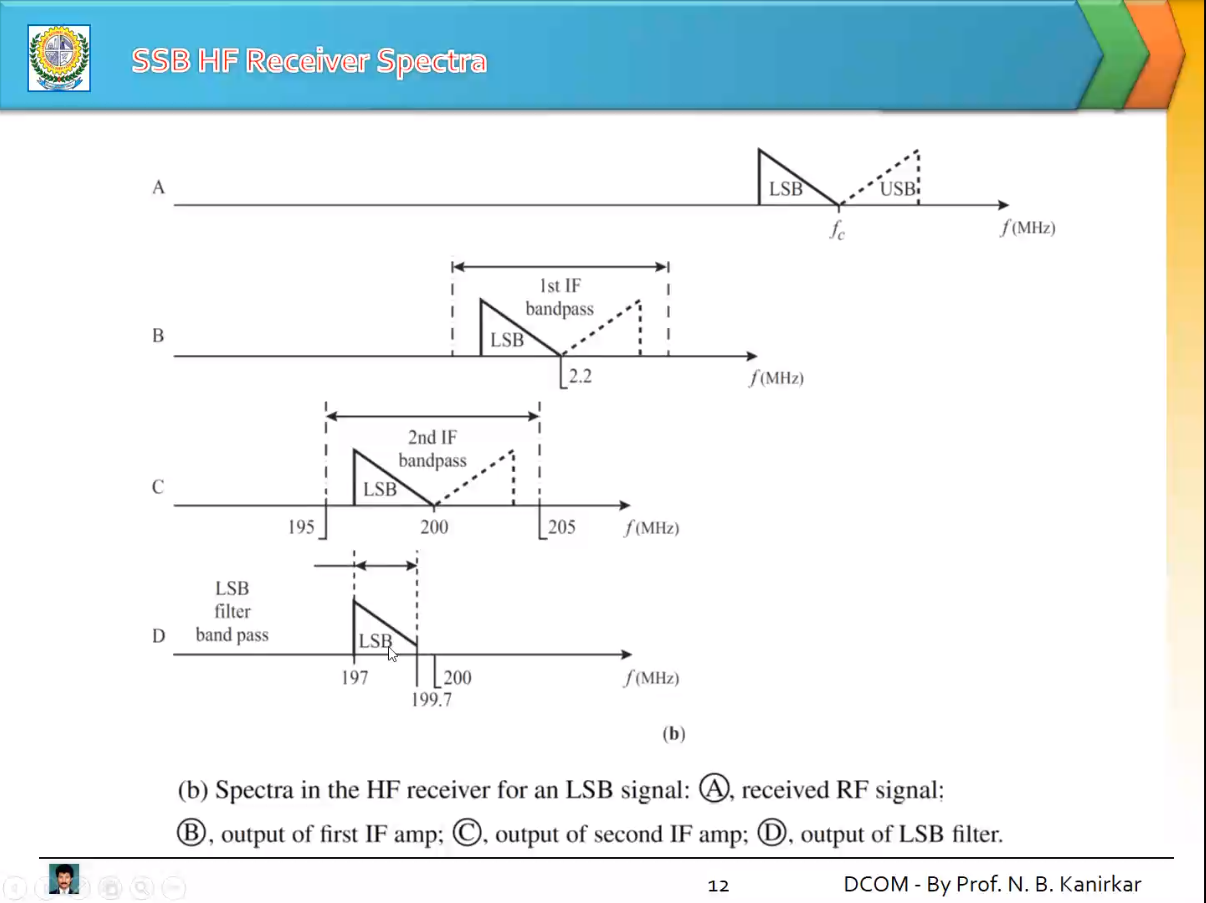 SSB HF Receiver Spectra
A
LSB
USB
fc
f(MHz)
1st IF
bandpass
B
LSB
2.2
f(MHz)
2nd IF
bandpass
C
LSB
195
200
205
f(MHz)
LSB
filter
band pass
D
LSB
197
200
f(MHz)
199.7
(b)
(b) Spectra in the HF receiver for an LSB signal: Ⓐ, received RF signal;
Ⓑ, output of first IF amp; Ⓒ, output of second IF amp; Ⓓ, output of LSB filter.
12
DCOM - By Prof. N. B. Kanirkar